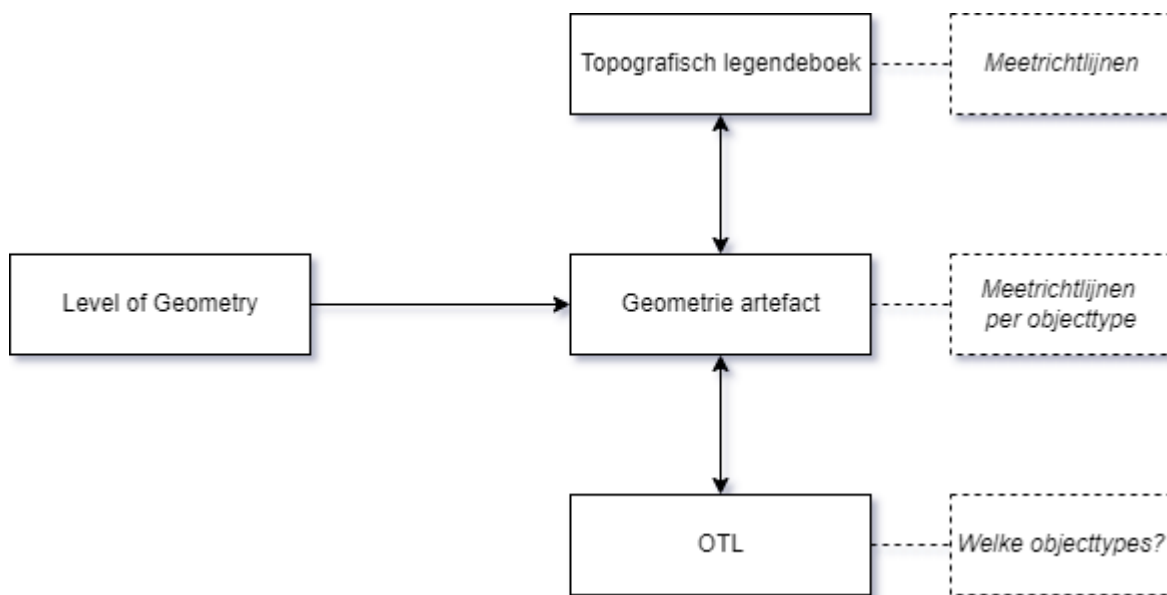 Topografisch legendeboek
Meetrichtlijnen
Level of Geometry
Geometrie artefact
Meetrichtlijnen
per objecttype
OTL
Welke objecttypes?